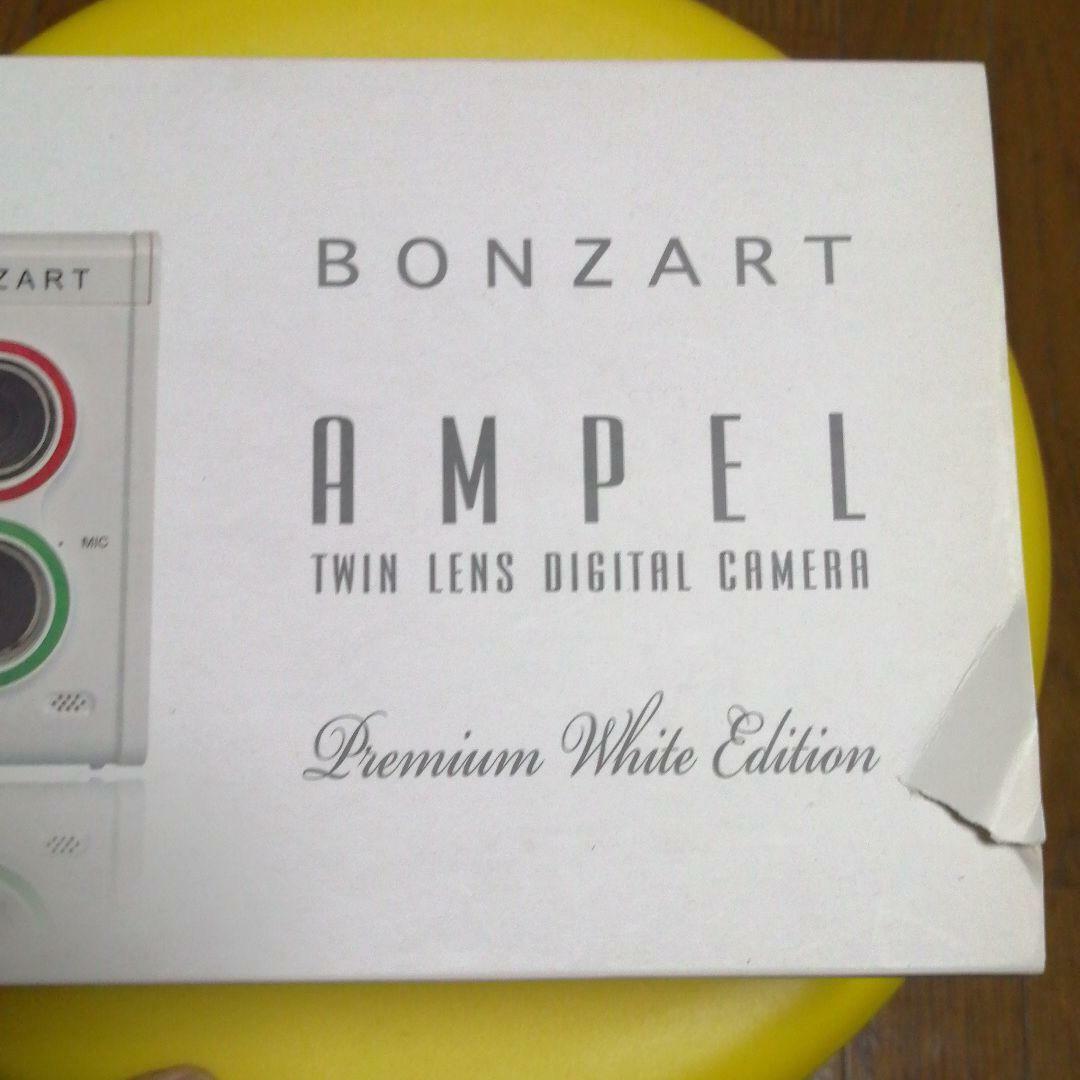 BONZART
AMPEL
TWIN LENS DIGITAL CAMERA
Premium White Edition
ZART
MIC